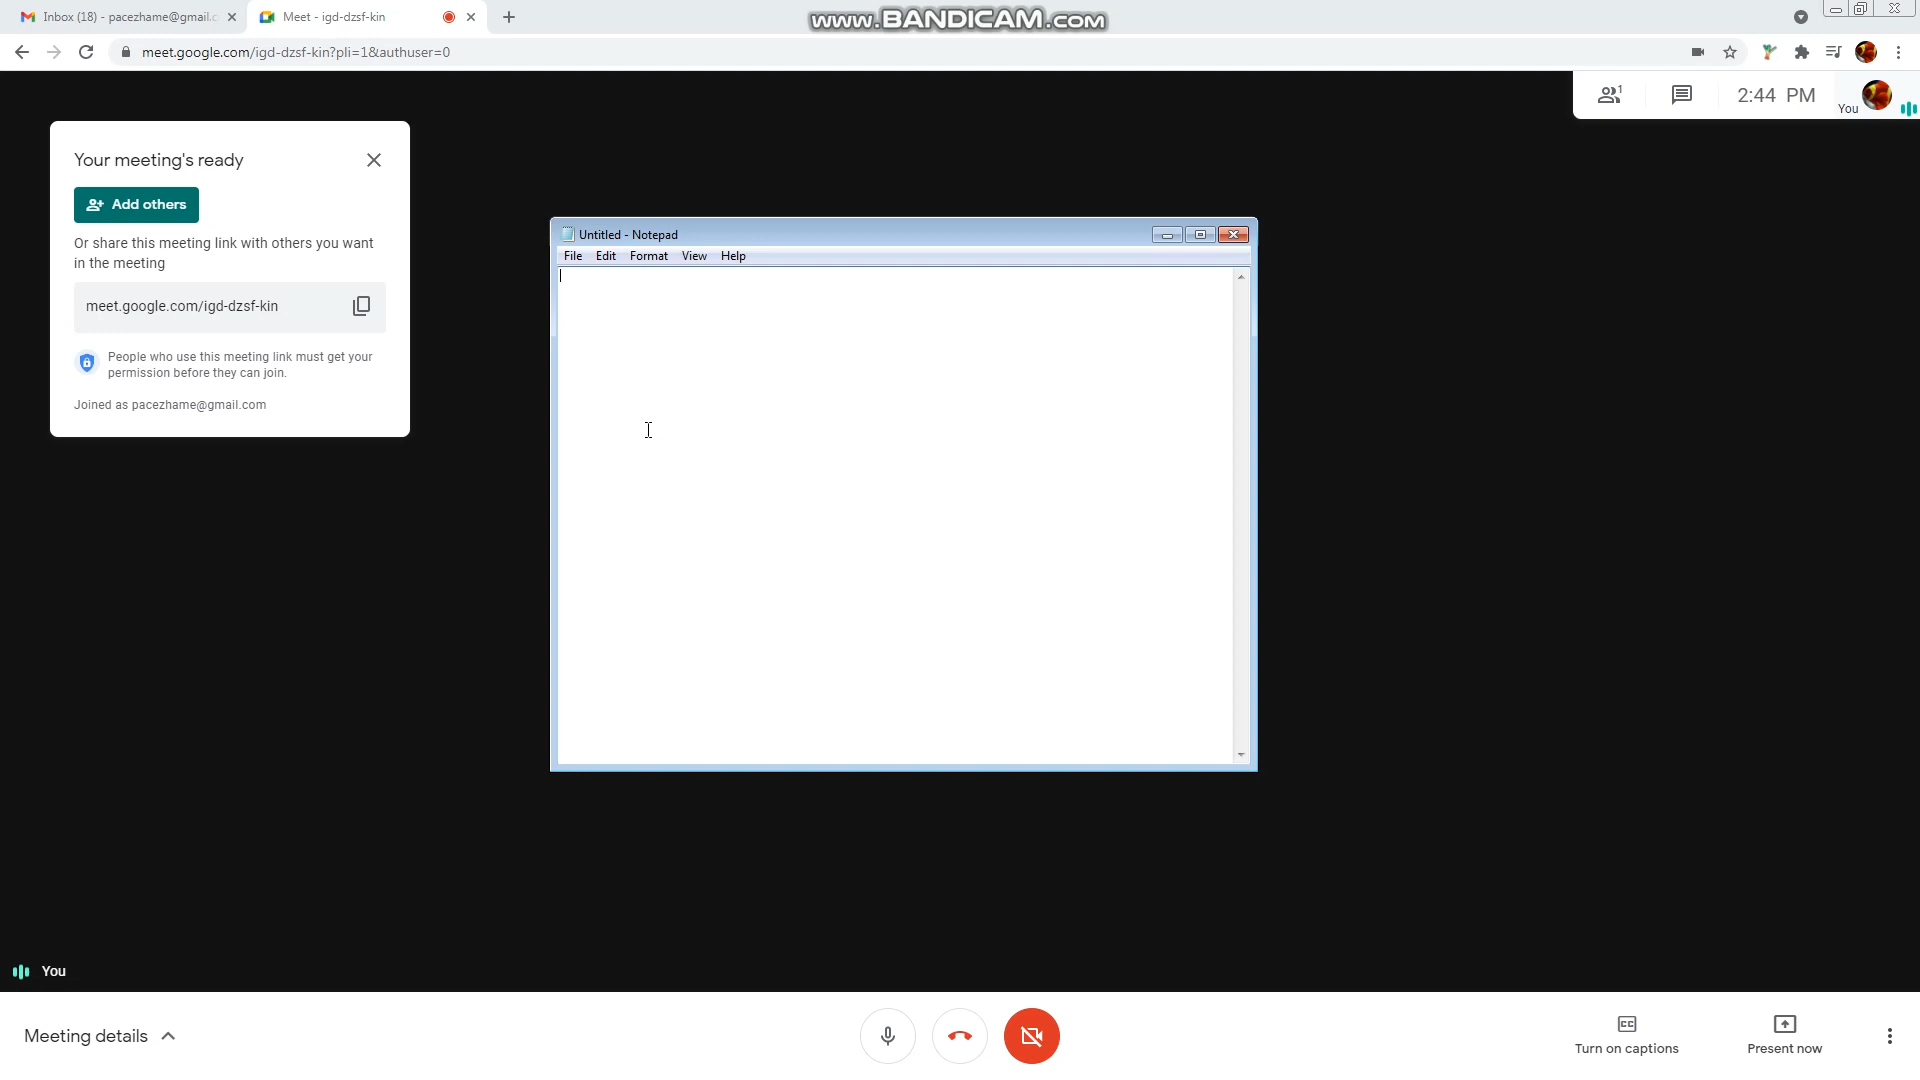 Inbox (18) - pacezhame@gmail.c
Meet - igd-dzsf-kin
www.BANDICAM.com
meet.google.com/igd-dzsf-kin?pli=1&authuser=0
1
2:44 PM
You
Your meeting's ready
Add others
Or share this meeting link with others you want
in the meeting
meet.google.com/igd-dzsf-kin
People who use this meeting link must get your
permission before they can join.
Joined as pacezhame@gmail.com
Untitled - Notepad
File Edit Format View Help
You
Meeting details
CC
Turn on captions
Present now